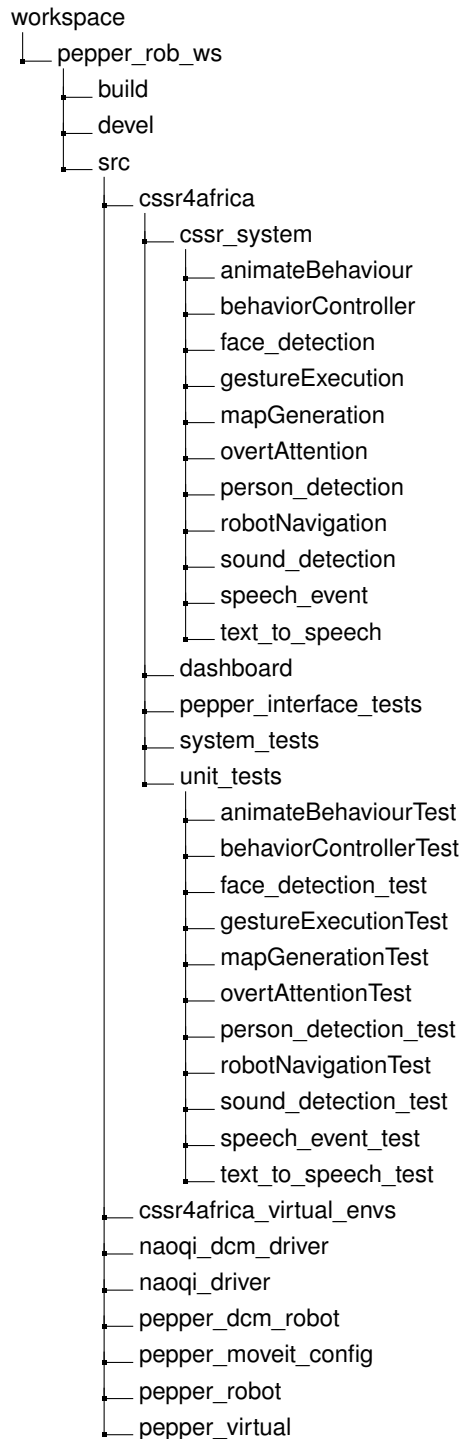 workspace
pepper_rob_ws
build
devel
src
cssr4africa
cssr_system
animateBehaviour
behaviorController
face_detection
gestureExecution
mapGeneration
overtAttention
person_detection
robotNavigation
sound_detection
speech_event
text_to_speech
dashboard
pepper_interface_tests
system_tests
unit_tests
animateBehaviourTest
behaviorControllerTest
face_detection_test
gestureExecutionTest
mapGenerationTest
overtAttentionTest
person_detection_test
robotNavigationTest
sound_detection_test
speech_event_test
text_to_speech_test
cssr4africa_virtual_envs
naoqi_dcm_driver
naoqi_driver
pepper_dcm_robot
pepper_moveit_config
pepper_robot
pepper_virtual